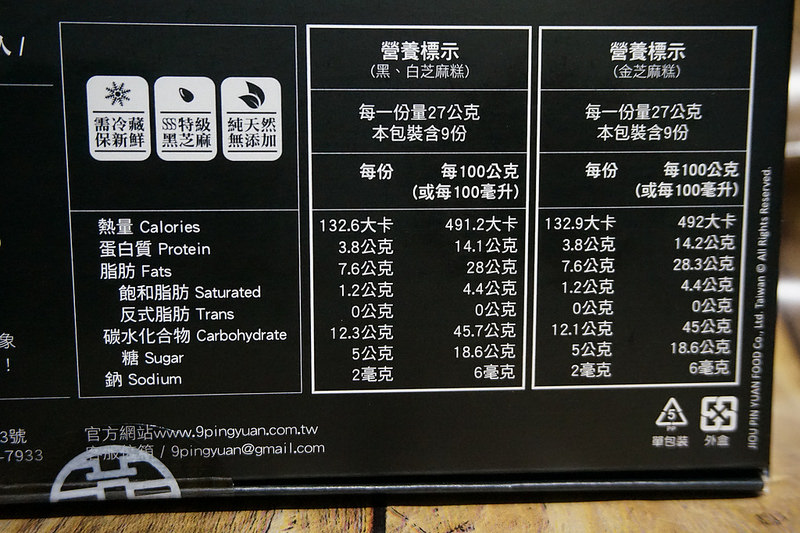 需冷藏
保新鮮
SSS特級
黑芝麻
純天然
無添加
營養標示
(黑、白芝麻糕)
每一份量27公克
本包裝含9份
每份 每100公克
(或每100毫升)
營養標示
(金芝麻糕)
每一份量27公克
本包裝含9份
每份 每100公克
(或每100毫升)
熱量 Calories 132.6大卡 491.2大卡 132.9大卡 492大卡
蛋白質 Protein 3.8公克 14.1公克 3.8公克 14.2公克
脂肪 Fats 7.6公克 28公克 7.6公克 28.3公克
飽和脂肪 Saturated 1.2公克 4.4公克 1.2公克 4.4公克
反式脂肪 Trans 0公克 0公克 0公克 0公克
碳水化合物 Carbohydrate 12.3公克 45.7公克 12.1公克 45公克
糖 Sugar 5公克 18.6公克 5公克 18.6公克
鈉 Sodium 2毫克 6毫克 2毫克 6毫克
象
!
3號
-7933
官方網站www.9pingyuan.com.tw
客服信箱 / 9pingyuan@gmail.com
5
PP
單包裝
外盒
JIOU PIN YUAN FOOD Co., Ltd. Taiwan © All Rights Reserved.